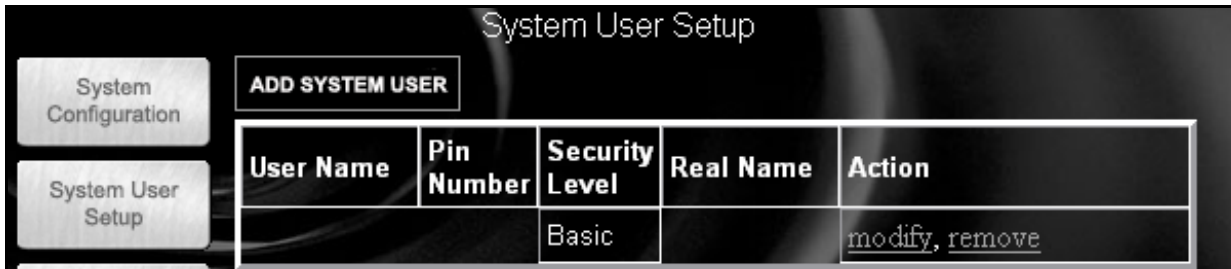 System User Setup
System
Configuration
ADD SYSTEM USER
System User
Setup
User Name Pin Number Security Level Real Name Action
Basic modify, remove